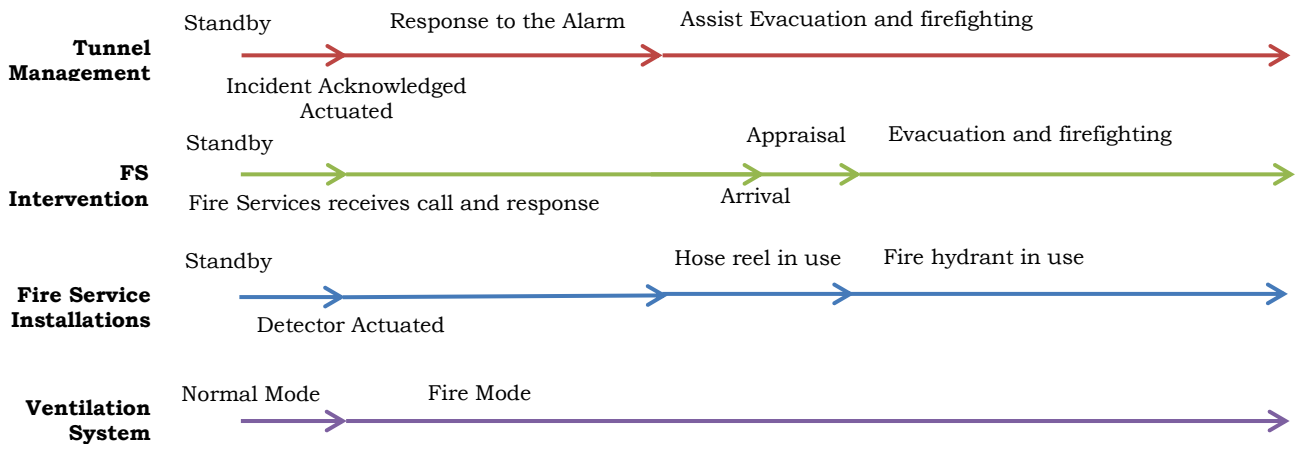 Standby
Response to the Alarm
Assist Evacuation and firefighting
Tunnel
Management
Incident Acknowledged
Actuated
Standby
Appraisal
Evacuation and firefighting
FS
Intervention
Fire Services receives call and response
Arrival
Standby
Hose reel in use
Fire hydrant in use
Fire Service
Installations
Detector Actuated
Normal Mode
Fire Mode
Ventilation
System